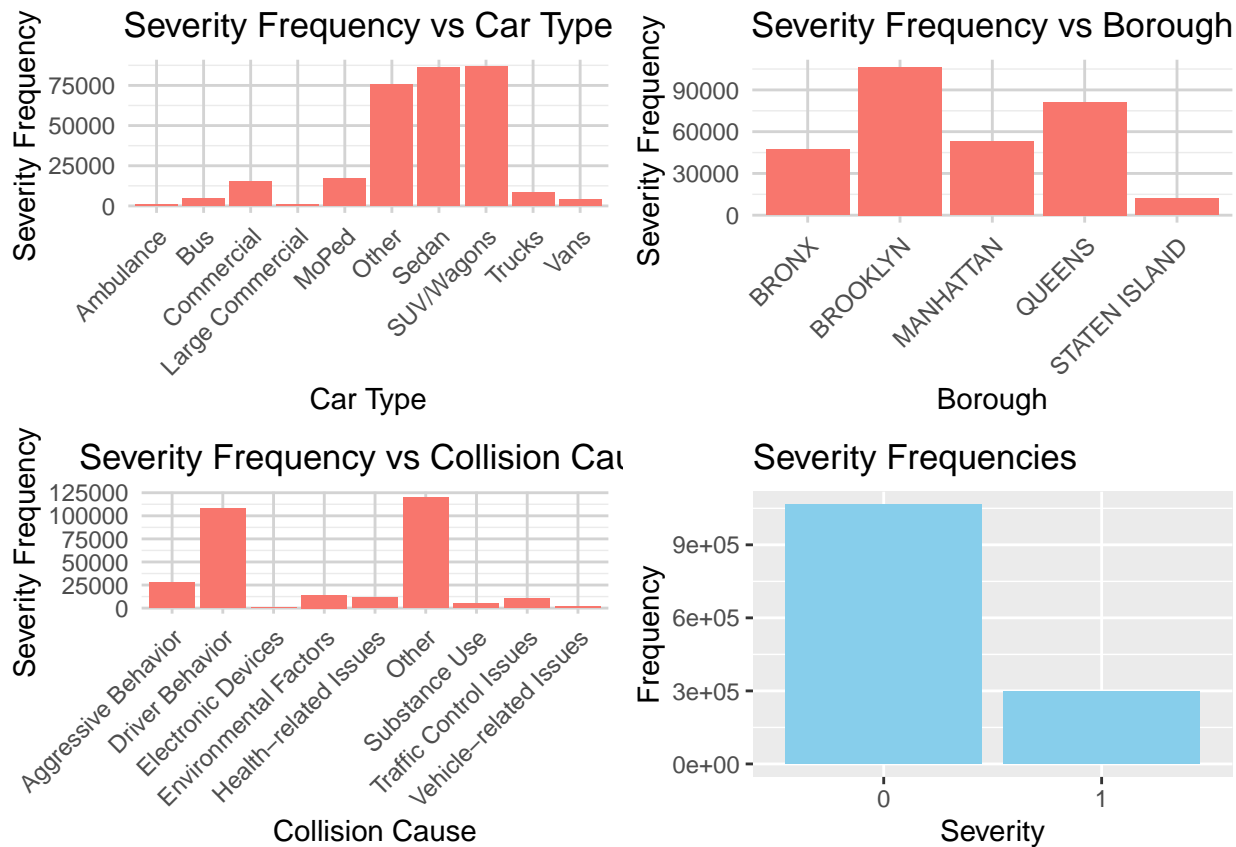 Severity Frequency vs Car Type
Severity Frequency
75000
50000
25000
0
Ambulance
Bus
Commercial
Large Commercial
MoPed
Other
Sedan
SUV/Wagons
Trucks
Vans
Car Type
Severity Frequency vs Borough
Severity Frequency
90000
60000
30000
0
BRONX
BROOKLYN
MANHATTAN
QUEENS
STATEN ISLAND
Borough
Severity Frequency vs Collision Cau
Severity Frequency
125000
100000
75000
50000
25000
0
Aggressive Behavior
Driver Behavior
Electronic Devices
Environmental Factors
Health−related Issues
Other
Substance Use
Traffic Control Issues
Vehicle−related Issues
Collision Cause
Severity Frequencies
Frequency
9e+05
6e+05
3e+05
0e+00
0
1
Severity